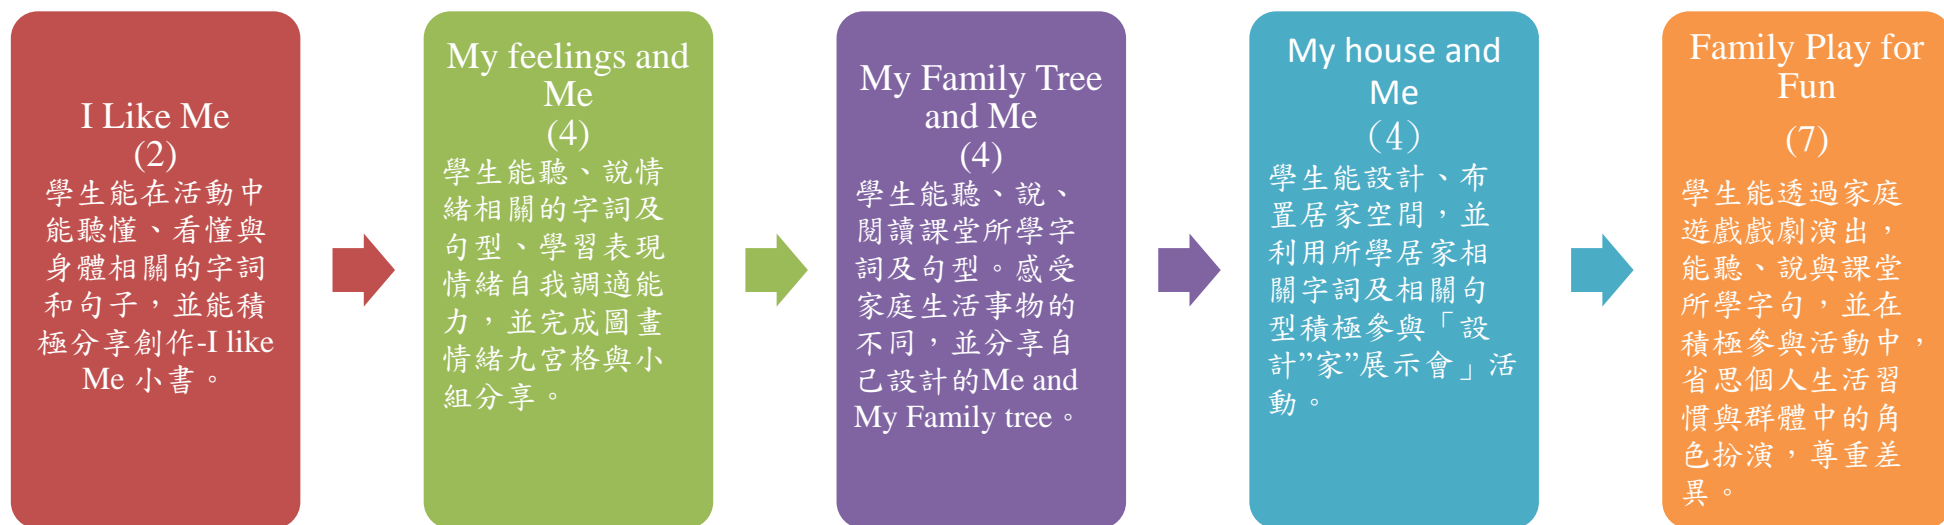 I Like Me
(2)
學生能在活動中
能聽懂、看懂與
身體相關的字詞
和句子，並能積
極分享創作-I like
Me 小書。
My feelings and
Me
(4)
學生能聽、說情
緒相關的字詞及
句型、學習表現
情緒自我調適能
力，並完成圖畫
情緒九宮格與小
組分享。
My Family Tree
and Me
(4)
學生能聽、說、
閱讀課堂所學字
詞及句型。感受
家庭生活事物的
不同，並分享自
己設計的Me and
My Family tree。
My house and
Me
（4）
學生能設計、布
置居家空間，並
利用所學居家相
關字詞及相關句
型積極參與「設
計”家”展示會」活
動。
Family Play for
Fun
(7)
學生能透過家庭
遊戲戲劇演出，
能聽、說與課堂
所學字句，並在
積極參與活動中，
省思個人生活習
慣與群體中的角
色扮演，尊重差
異。